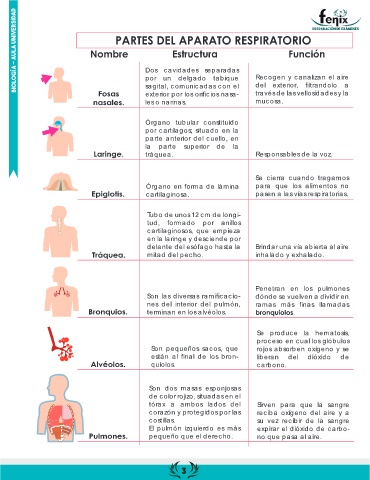 BIOLOGÍA – AULA UNIVERSIDAD
fenix
PREPARACIÓN DE EXÁMENES
PARTES DEL APARATO RESPIRATORIO
Nombre Estructura Función
Fosas
nasales.
Dos cavidades separadas
por un delgado tabique
sagital, comunicadas con el
exterior por los orificios nasa-
les o narinas.
Recogen y canalizan el aire
del exterior, filtrandolo a
través de las vellosidades y la
mucosa.
Laringe.
Órgano tubular constituido
por cartílagos; situado en la
parte anterior del cuello, en
la parte superior de la
tráquea.
Responsables de la voz.
Epiglotis.
Órgano en forma de lámina
cartilaginosa.
Se cierra cuando tragamos
para que los alimentos no
pasen a las vías respiratorias.
Tráquea.
Tubo de unos 12 cm de longi-
tud, formado por anillos
cartilaginosos, que empieza
en la laringe y desciende por
delante del esófago hasta la
mitad del pecho.
Brindar una vía abierta al aire
inhalado y exhalado.
Bronquios.
Son las diversas ramificacio-
nes del interior del pulmón,
terminan en los alvéolos.
Penetran en los pulmones
dónde se vuelven a dividir en
ramas más finas llamadas
bronquiolos.
Alvéolos.
Son pequeños sacos, que
están al final de los bron-
quiolos.
Se produce la hematosis,
proceso en cual los glóbulos
rojos absorben oxígeno y se
liberan del dióxido de
carbono.
Pulmones.
Son dos masas esponjosas
de color rojizo, situadas en el
tórax a ambos lados del
corazón y protegidos por las
costillas.
El pulmón izquierdo es más
pequeño que el derecho.
Sirven para que la sangre
reciba oxígeno del aire y a
su vez recibir de la sangre
expirar el dióxido de carbo-
no que pasa al aire.
3